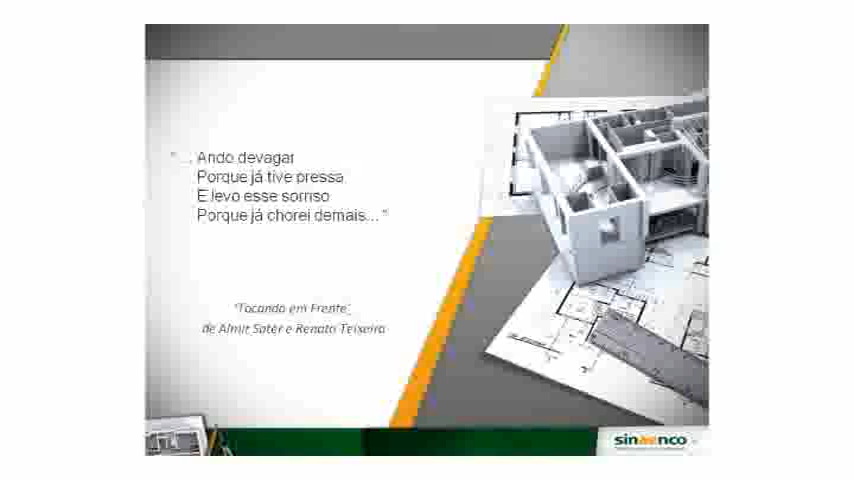 "... Ando devagar
Porque já tive pressa
E levo esse sorriso
Porque já chorei demais..."
"Tocando em Frente",
de Almir Sater e Renato Teixeira
sinaenco